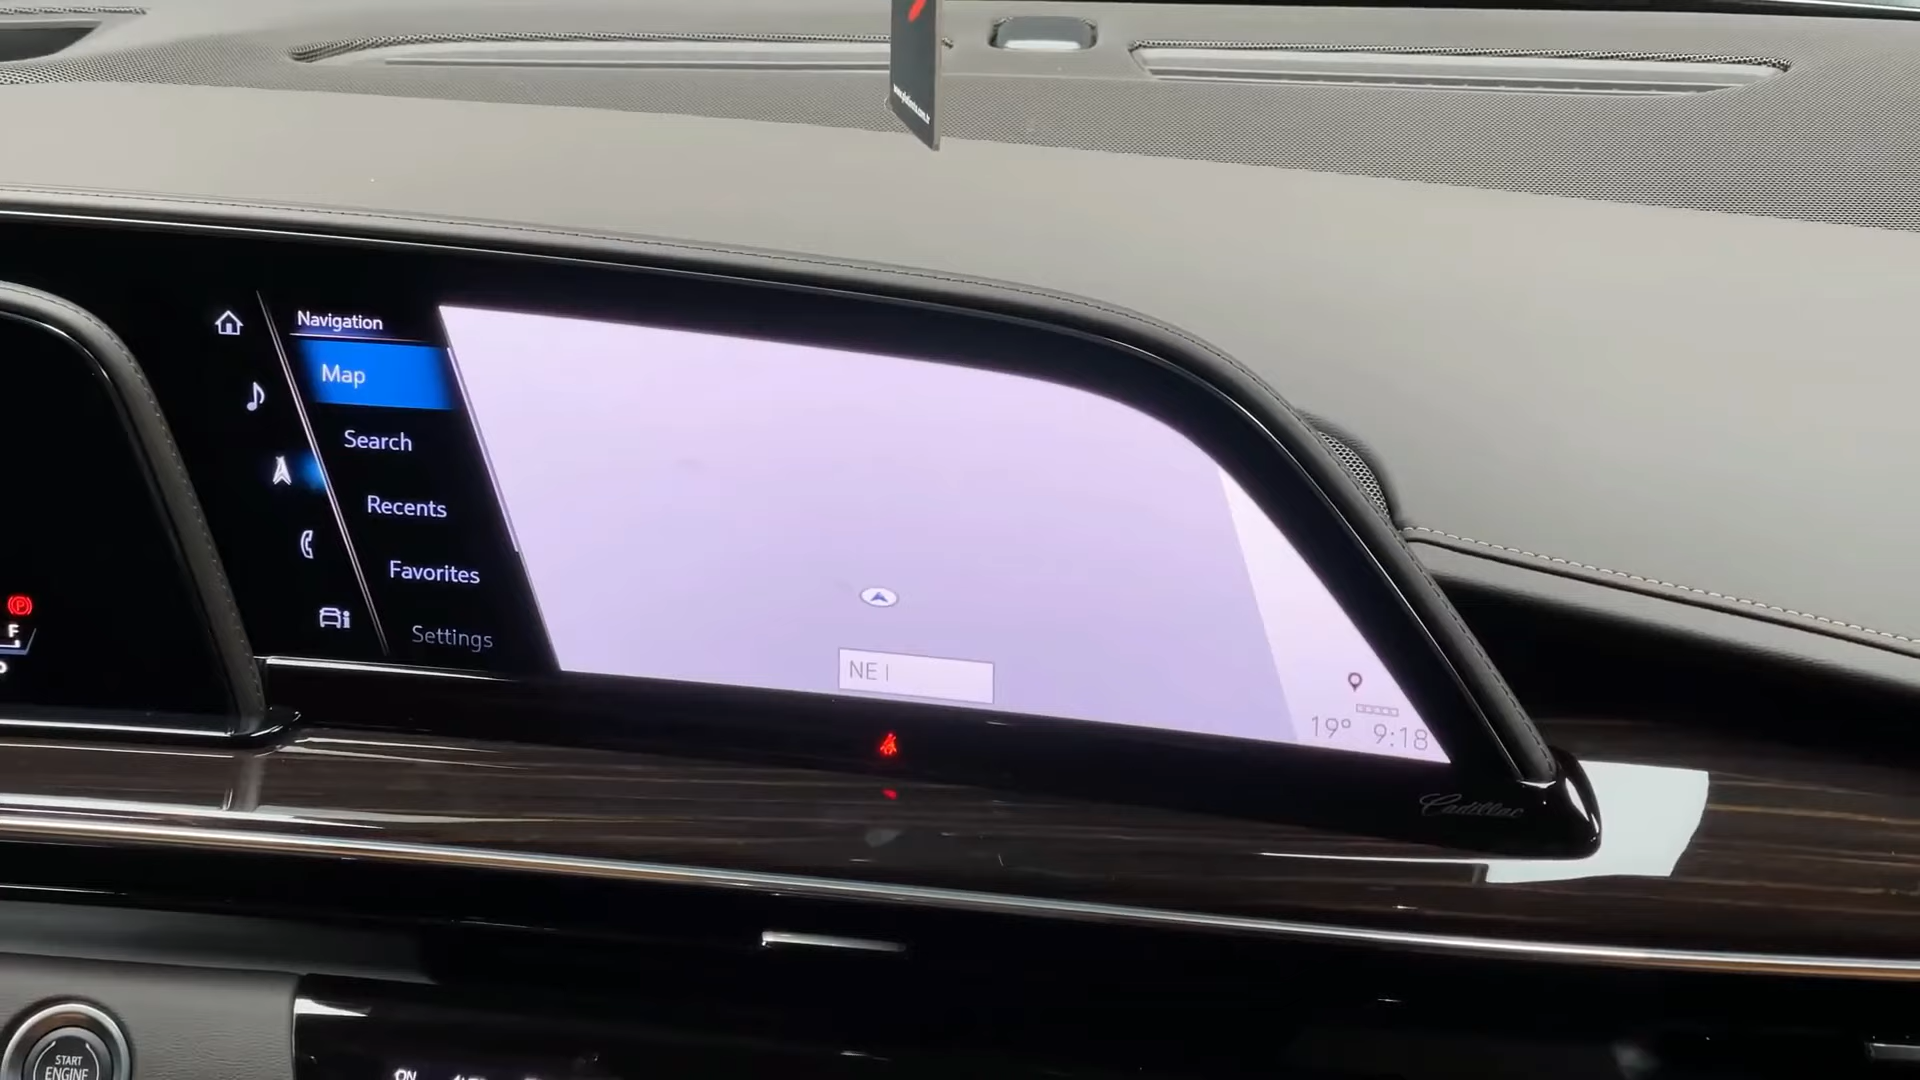 Navigation
Map
Search
Recents
Favorites
Settings
NE |
19° 9:18
Cadillac
P
F
START
ENGINE
ON